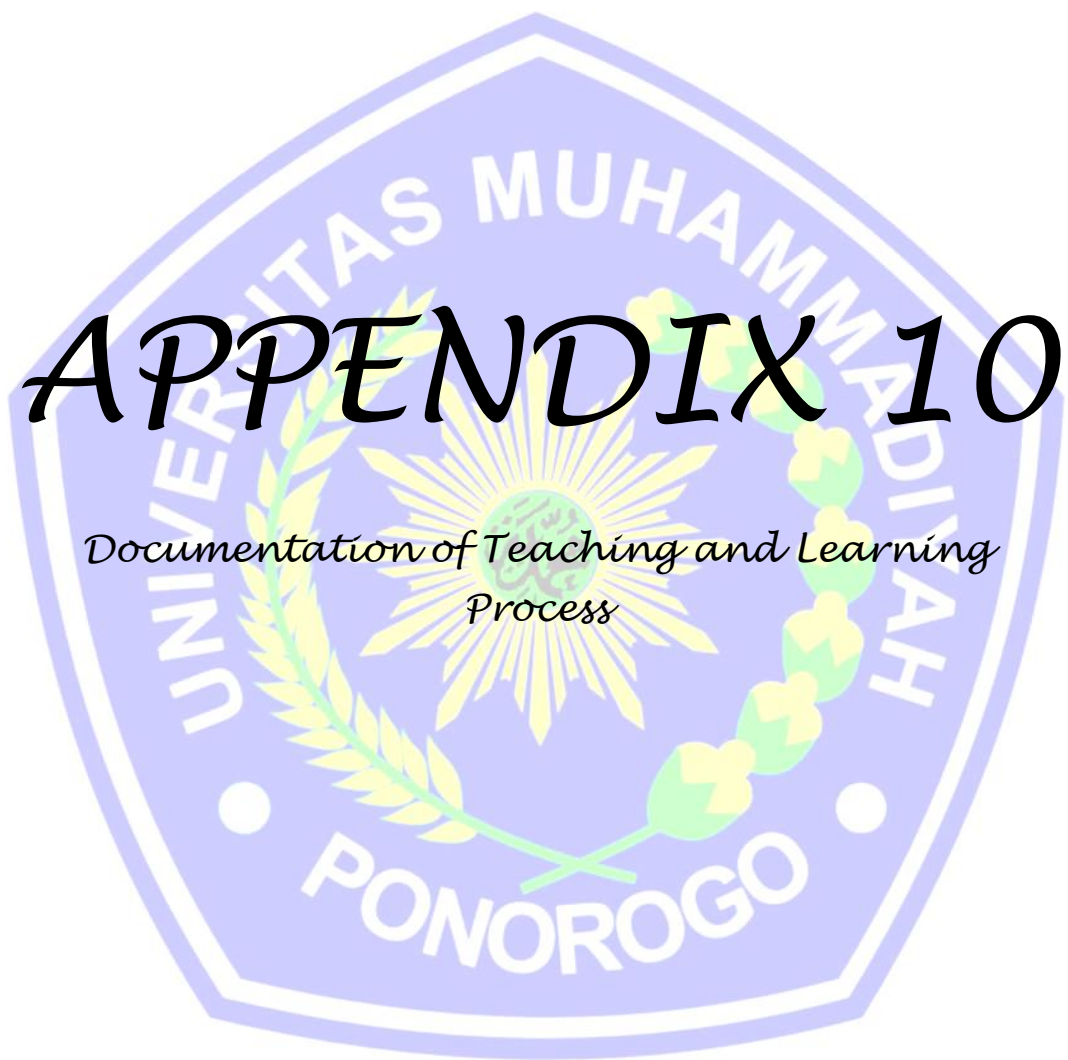 UNIVERSITAS MUHAMMADIYAH
APPENDIX 10
Documentation of Teaching and Learning
Process
PONOROGO